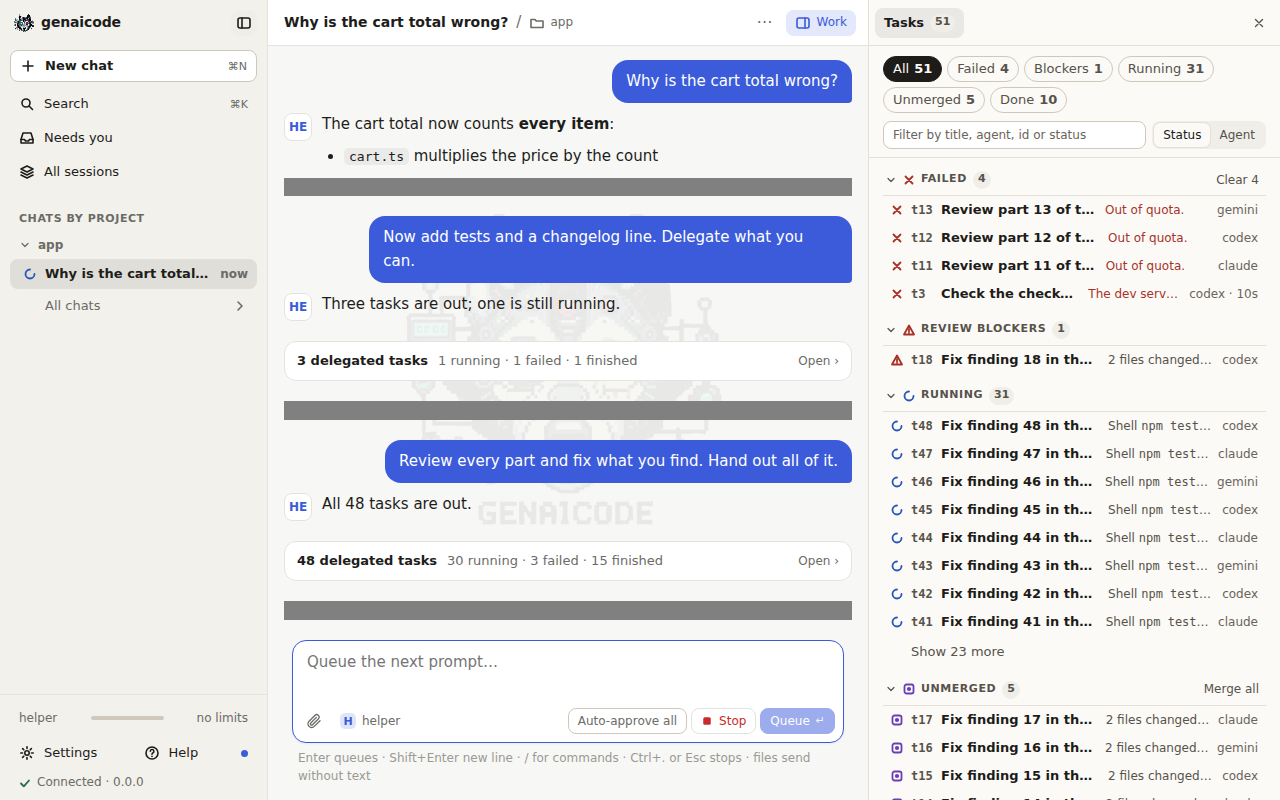 genaicode
New chat ⌘N
Search ⌘K
Needs you
All sessions
CHATS BY PROJECT
app
Why is the cart total... now
All chats
helper no limits
Settings Help
Connected · 0.0.0
Why is the cart total wrong? / app
··· Work
Why is the cart total wrong?
HE The cart total now counts every item:
• cart.ts multiplies the price by the count
Now add tests and a changelog line. Delegate what you
can.
HE Three tasks are out; one is still running.
3 delegated tasks 1 running · 1 failed · 1 finished Open ›
Review every part and fix what you find. Hand out all of it.
HE All 48 tasks are out.
GENAICODE
48 delegated tasks 30 running · 3 failed · 15 finished Open ›
Queue the next prompt...
H helper Auto-approve all Stop Queue ↵
Enter queues · Shift+Enter new line · / for commands · Ctrl+. or Esc stops · files send
without text
Tasks 51
All 51 Failed 4 Blockers 1 Running 31
Unmerged 5 Done 10
Filter by title, agent, id or status Status Agent
FAILED 4 Clear 4
t13 Review part 13 of t... Out of quota. gemini
t12 Review part 12 of t... Out of quota. codex
t11 Review part 11 of t... Out of quota. claude
t3 Check the check... The dev serv... codex · 10s
REVIEW BLOCKERS 1
t18 Fix finding 18 in th... 2 files changed... codex
RUNNING 31
t48 Fix finding 48 in th... Shell npm test... codex
t47 Fix finding 47 in th... Shell npm test... claude
t46 Fix finding 46 in th... Shell npm test... gemini
t45 Fix finding 45 in th... Shell npm test... codex
t44 Fix finding 44 in th... Shell npm test... claude
t43 Fix finding 43 in th... Shell npm test... gemini
t42 Fix finding 42 in th... Shell npm test... codex
t41 Fix finding 41 in th... Shell npm test... claude
Show 23 more
UNMERGED 5 Merge all
t17 Fix finding 17 in th... 2 files changed... claude
t16 Fix finding 16 in th... 2 files changed... gemini
t15 Fix finding 15 in th... 2 files changed... codex